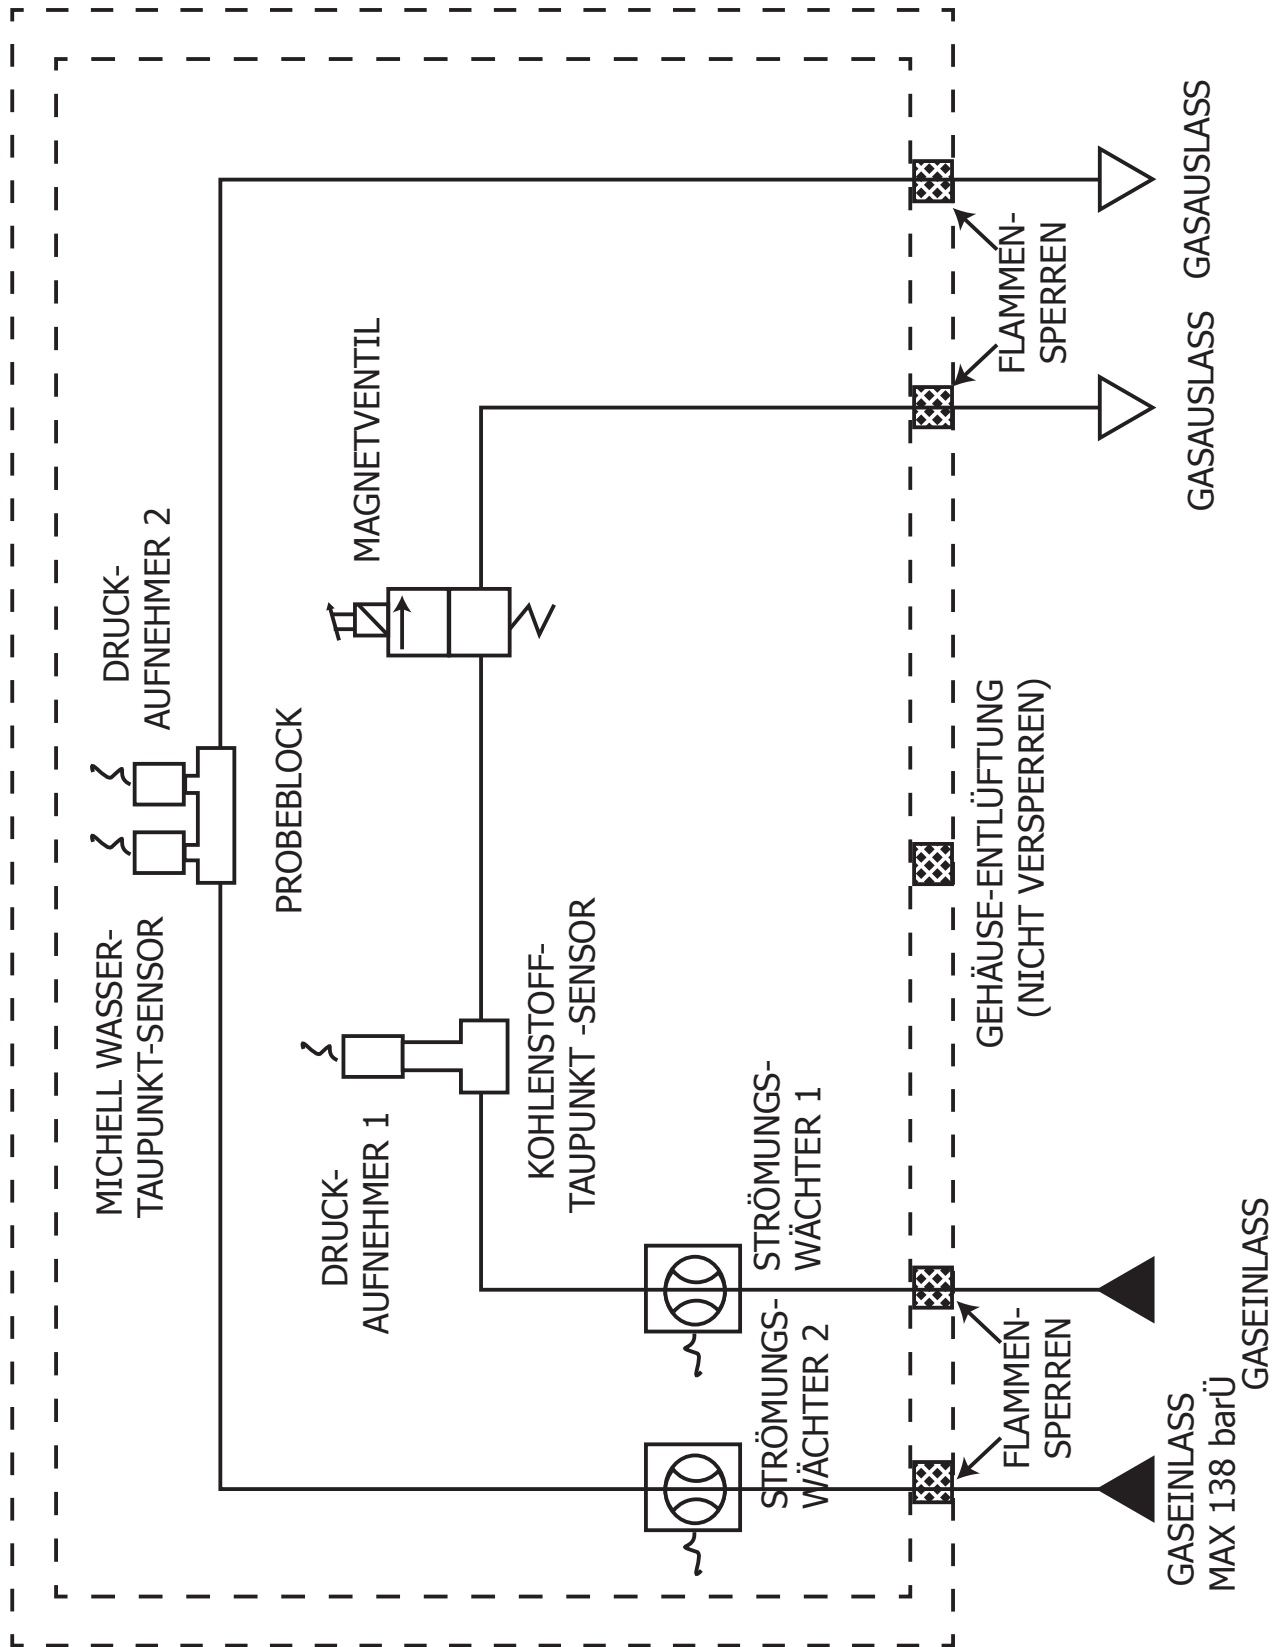 MICHELL WASSER-
TAUPUNKT-SENSOR
DRUCK-
AUFNEHMER 2
PROBEBLOCK
DRUCK-
AUFNEHMER 1
MAGNETVENTIL
KOHLENSTOFF-
TAUPUNKT -SENSOR
STRÖMUNGS-
WÄCHTER 2
STRÖMUNGS-
WÄCHTER 1
GEHÄUSE-ENTLÜFTUNG
(NICHT VERSPERREN)
FLAMMEN-
SPERREN
FLAMMEN-
SPERREN
GASEINLASS
MAX 138 barÜ
GASEINLASS
GASAUSLASS
GASAUSLASS